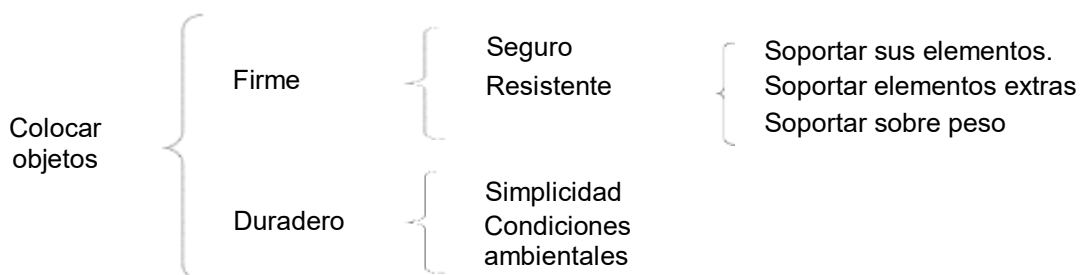 Colocar
objetos
Firme
Seguro
Resistente
Soportar sus elementos.
Soportar elementos extras
Soportar sobre peso
Duradero
Simplicidad
Condiciones
ambientales